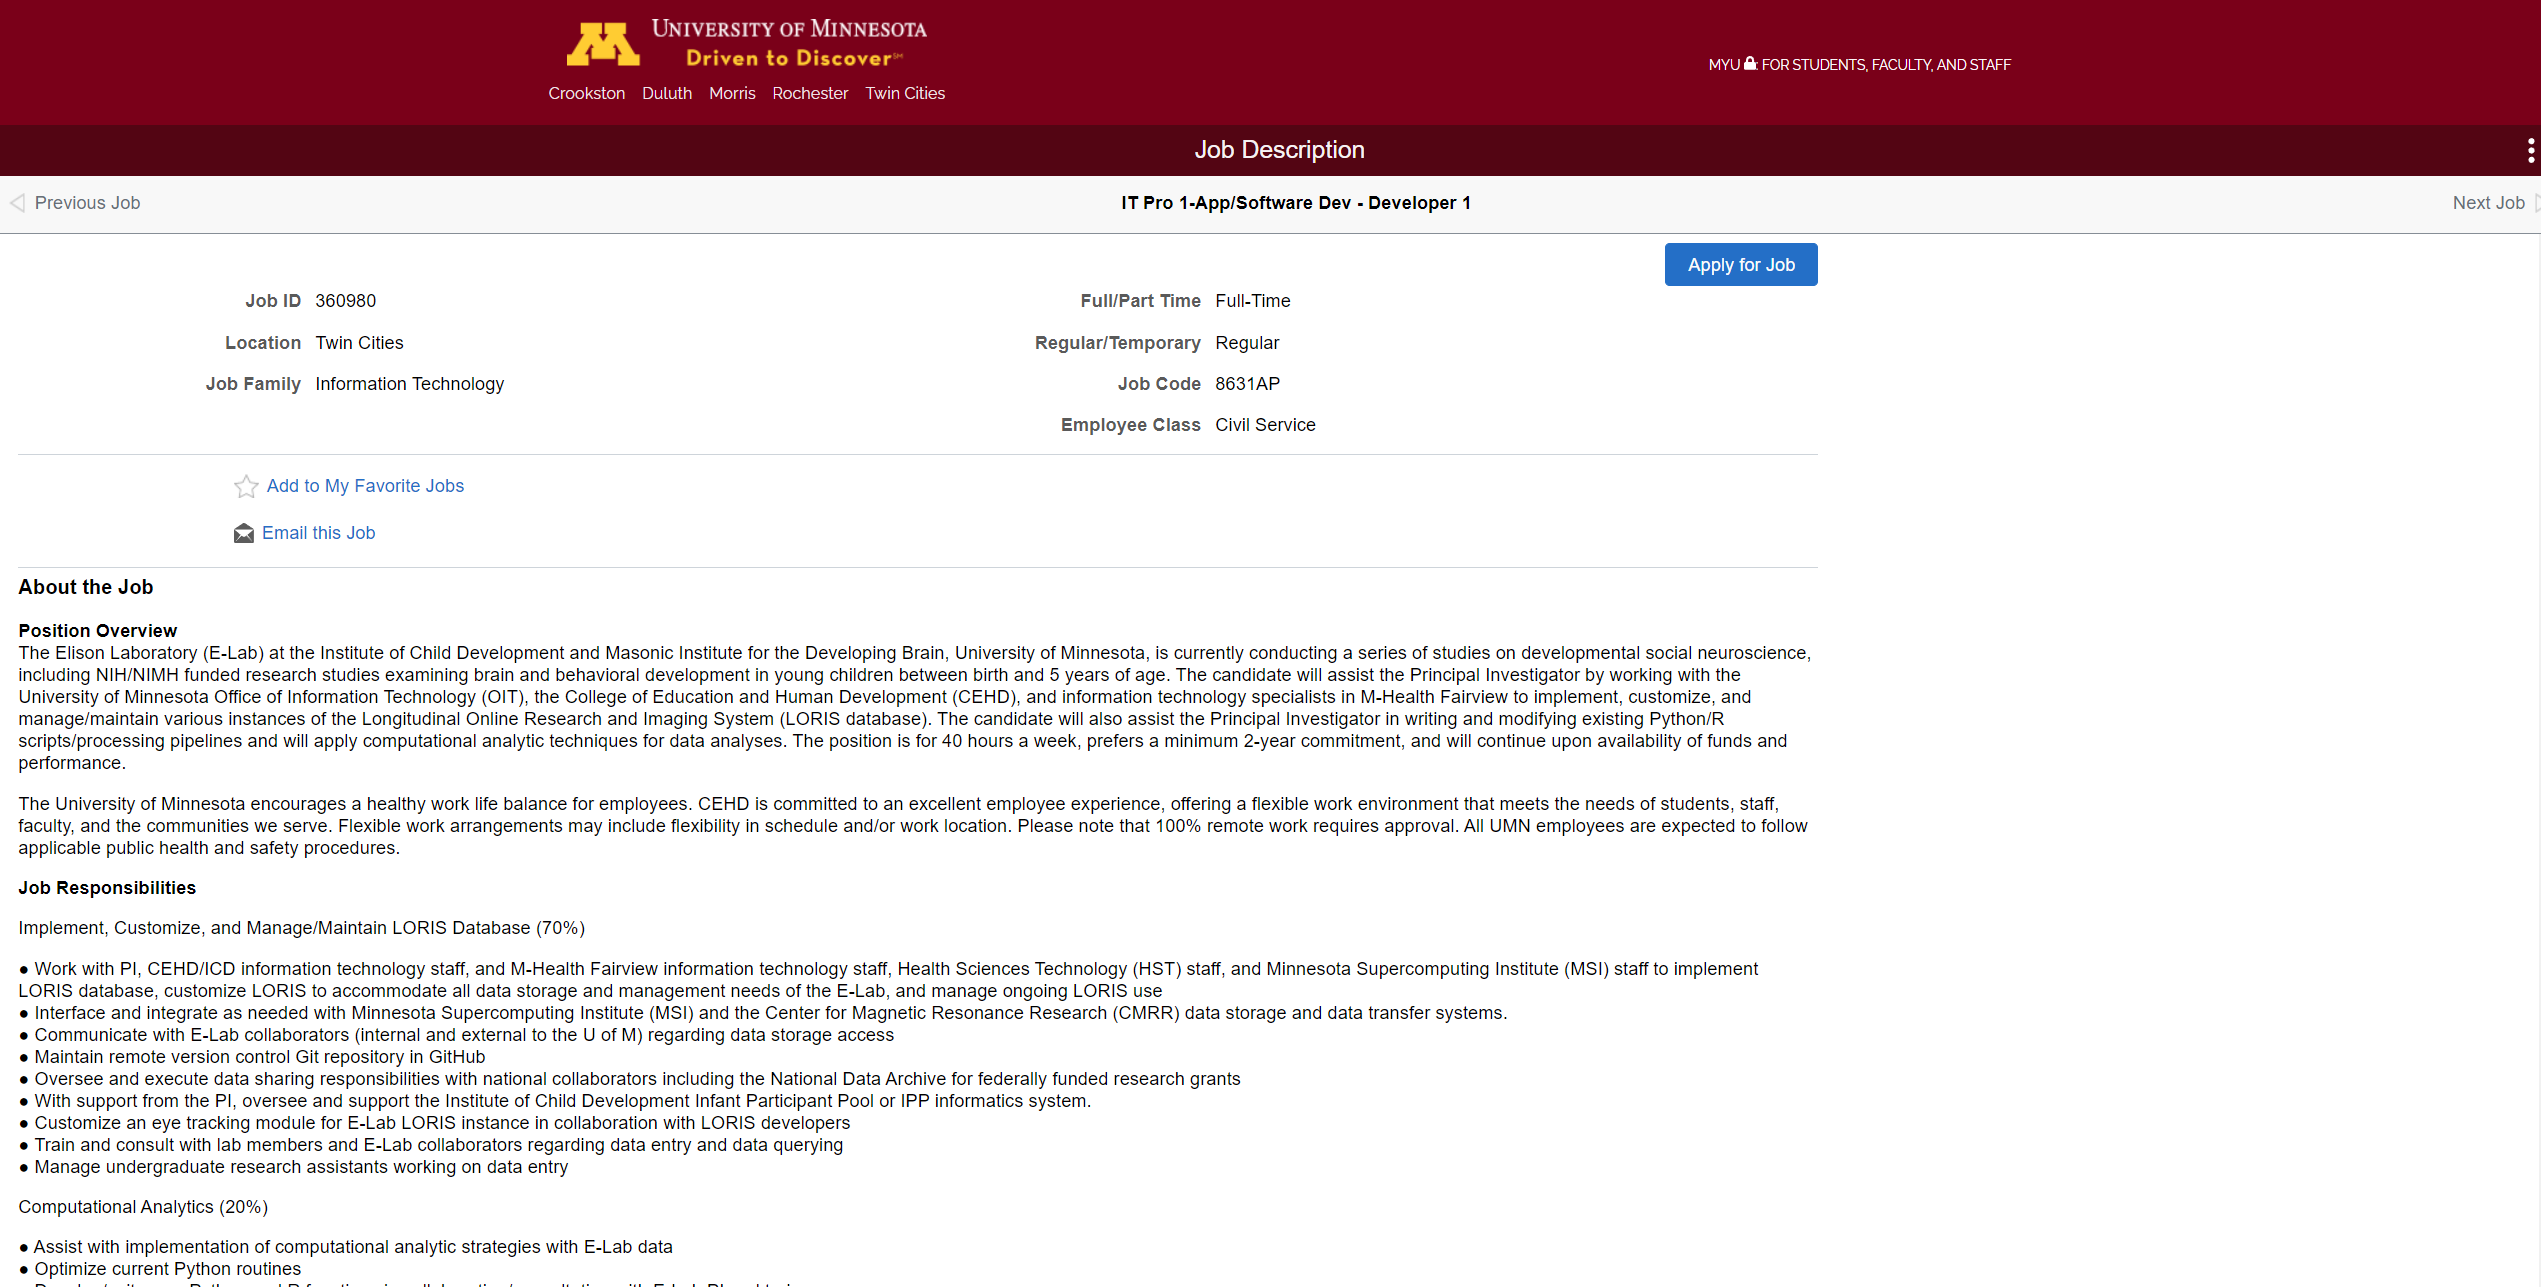 UNIVERSITY OF MINNESOTA
Driven to Discover℠
Crookston Duluth Morris Rochester Twin Cities
MYU : FOR STUDENTS, FACULTY, AND STAFF
Job Description
Previous Job
IT Pro 1-App/Software Dev - Developer 1
Next Job
Apply for Job
Job ID 360980
Full/Part Time Full-Time
Location Twin Cities
Regular/Temporary Regular
Job Family Information Technology
Job Code 8631AP
Employee Class Civil Service
Add to My Favorite Jobs
Email this Job
About the Job
Position Overview
The Elison Laboratory (E-Lab) at the Institute of Child Development and Masonic Institute for the Developing Brain, University of Minnesota, is currently conducting a series of studies on developmental social neuroscience,
including NIH/NIMH funded research studies examining brain and behavioral development in young children between birth and 5 years of age. The candidate will assist the Principal Investigator by working with the
University of Minnesota Office of Information Technology (OIT), the College of Education and Human Development (CEHD), and information technology specialists in M-Health Fairview to implement, customize, and
manage/maintain various instances of the Longitudinal Online Research and Imaging System (LORIS database). The candidate will also assist the Principal Investigator in writing and modifying existing Python/R
scripts/processing pipelines and will apply computational analytic techniques for data analyses. The position is for 40 hours a week, prefers a minimum 2-year commitment, and will continue upon availability of funds and
performance.
The University of Minnesota encourages a healthy work life balance for employees. CEHD is committed to an excellent employee experience, offering a flexible work environment that meets the needs of students, staff,
faculty, and the communities we serve. Flexible work arrangements may include flexibility in schedule and/or work location. Please note that 100% remote work requires approval. All UMN employees are expected to follow
applicable public health and safety procedures.
Job Responsibilities
Implement, Customize, and Manage/Maintain LORIS Database (70%)
● Work with PI, CEHD/ICD information technology staff, and M-Health Fairview information technology staff, Health Sciences Technology (HST) staff, and Minnesota Supercomputing Institute (MSI) staff to implement
LORIS database, customize LORIS to accommodate all data storage and management needs of the E-Lab, and manage ongoing LORIS use
● Interface and integrate as needed with Minnesota Supercomputing Institute (MSI) and the Center for Magnetic Resonance Research (CMRR) data storage and data transfer systems.
● Communicate with E-Lab collaborators (internal and external to the U of M) regarding data storage access
● Maintain remote version control Git repository in GitHub
● Oversee and execute data sharing responsibilities with national collaborators including the National Data Archive for federally funded research grants
● With support from the PI, oversee and support the Institute of Child Development Infant Participant Pool or IPP informatics system.
● Customize an eye tracking module for E-Lab LORIS instance in collaboration with LORIS developers
● Train and consult with lab members and E-Lab collaborators regarding data entry and data querying
● Manage undergraduate research assistants working on data entry
Computational Analytics (20%)
● Assist with implementation of computational analytic strategies with E-Lab data
● Optimize current Python routines